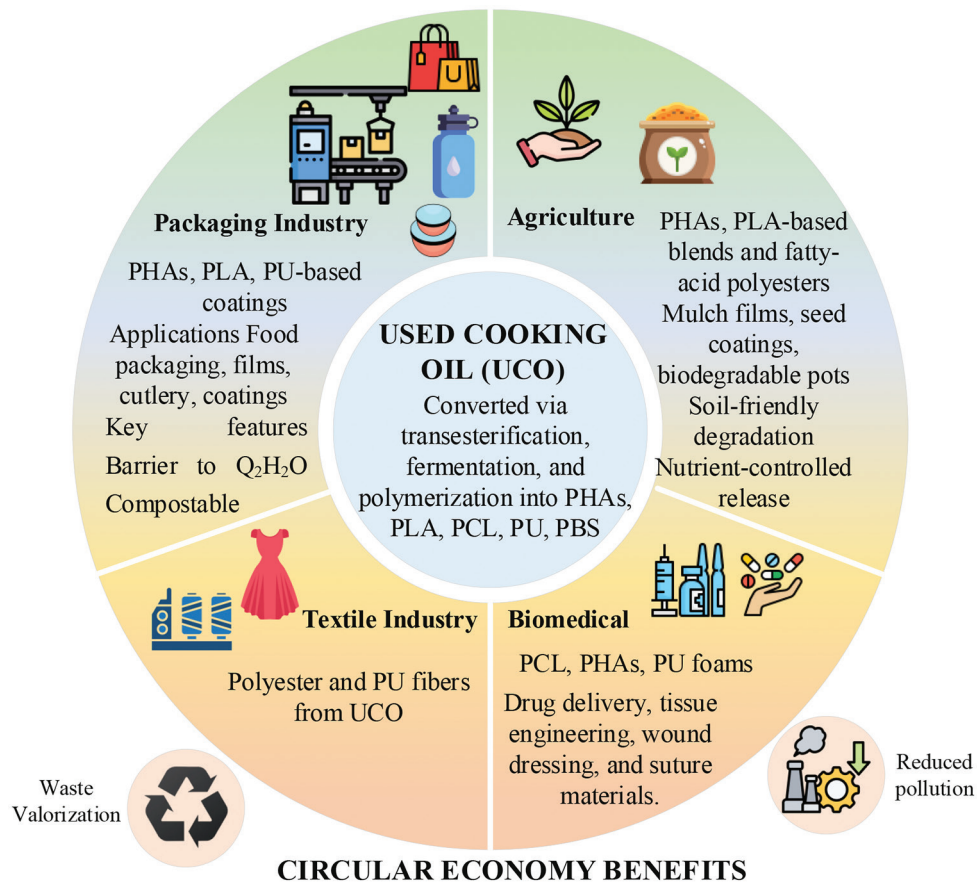 Packaging Industry
PHAs, PLA, PU-based
coatings
Applications Food
packaging, films,
cutlery, coatings
Key features
Barrier to Q₂H₂O
Compostable
Agriculture
PHAs, PLA-based
blends and fatty-
acid polyesters
Mulch films, seed
coatings,
biodegradable pots
Soil-friendly
degradation
Nutrient-controlled
release
USED COOKING
OIL (UCO)
Converted via
transesterification,
fermentation, and
polymerization into PHAs,
PLA, PCL, PU, PBS
Textile Industry
Polyester and PU fibers
from UCO
Biomedical
PCL, PHAs, PU foams
Drug delivery, tissue
engineering, wound
dressing, and suture
materials.
Waste
Valorization
Reduced
pollution
CIRCULAR ECONOMY BENEFITS